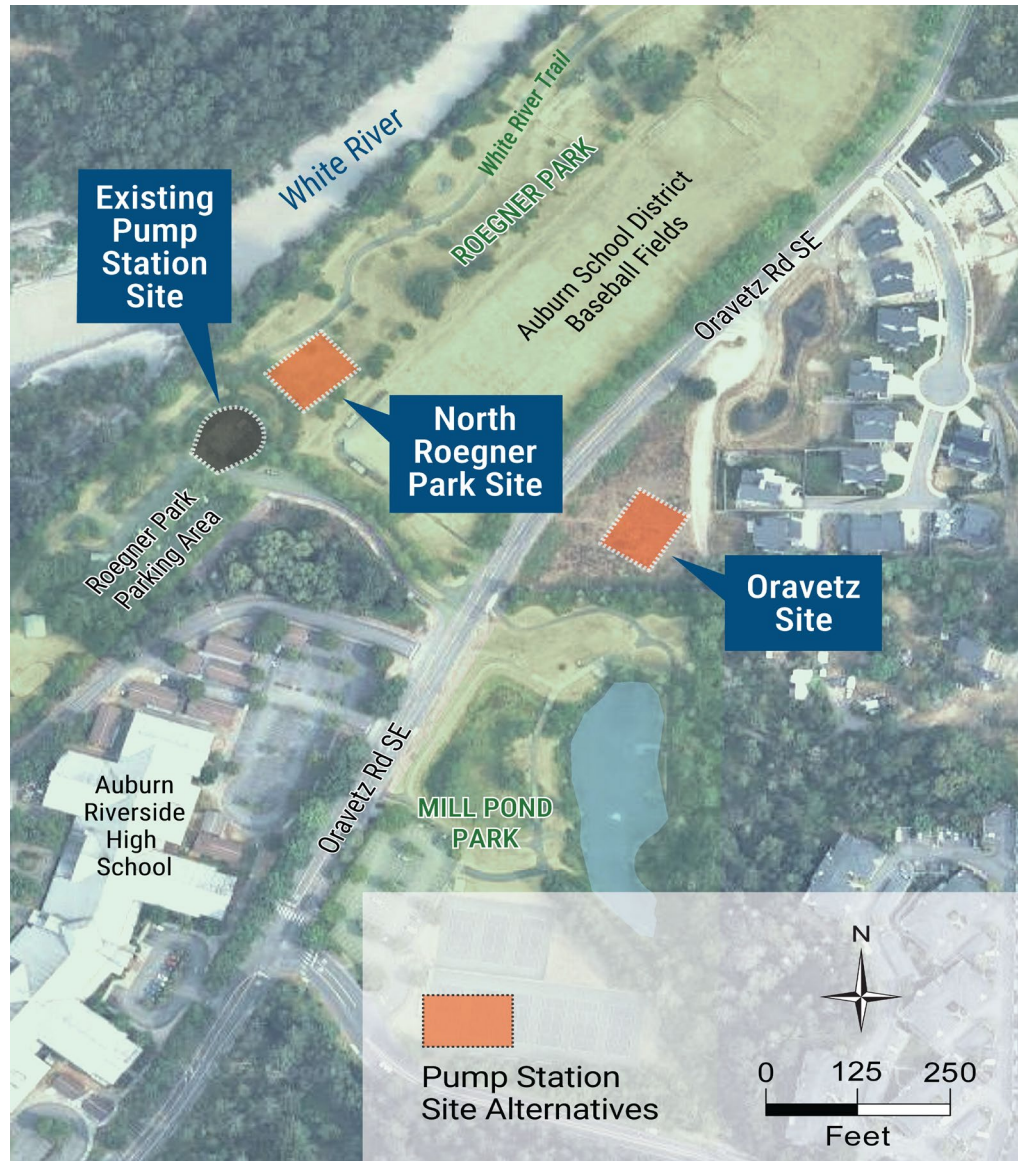 White River
White River Trail
ROEGNER PARK
Existing
Pump
Station
Site
Auburn School District
Baseball Fields
Oravetz Rd SE
North
Roegner
Park Site
Roegner Park
Parking Area
Oravetz
Site
Oravetz Rd SE
Auburn
Riverside
High
School
MILL POND
PARK
N
Pump Station
Site Alternatives
0 125 250
Feet